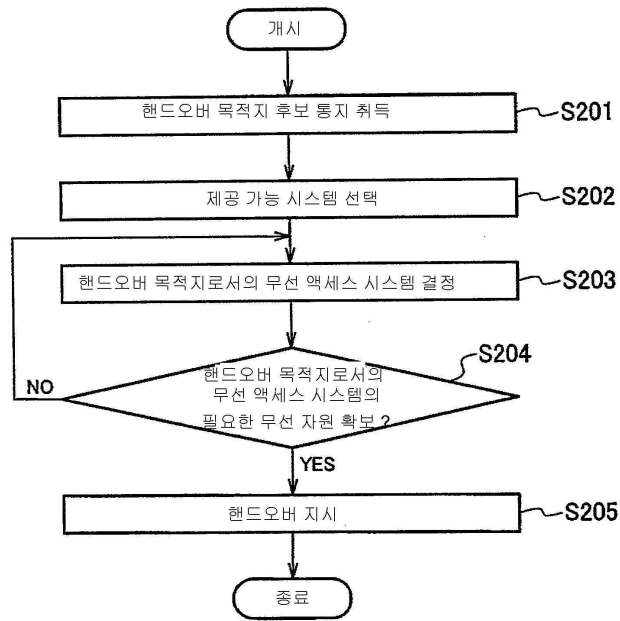 개시
핸드오버 목적지 후보 통지 취득
S201
제공 가능 시스템 선택
S202
핸드오버 목적지로서의 무선 액세스 시스템 결정
S203
S204
핸드오버 목적지로서의
무선 액세스 시스템의
필요한 무선 자원 확보 ?
NO
YES
핸드오버 지시
S205
종료